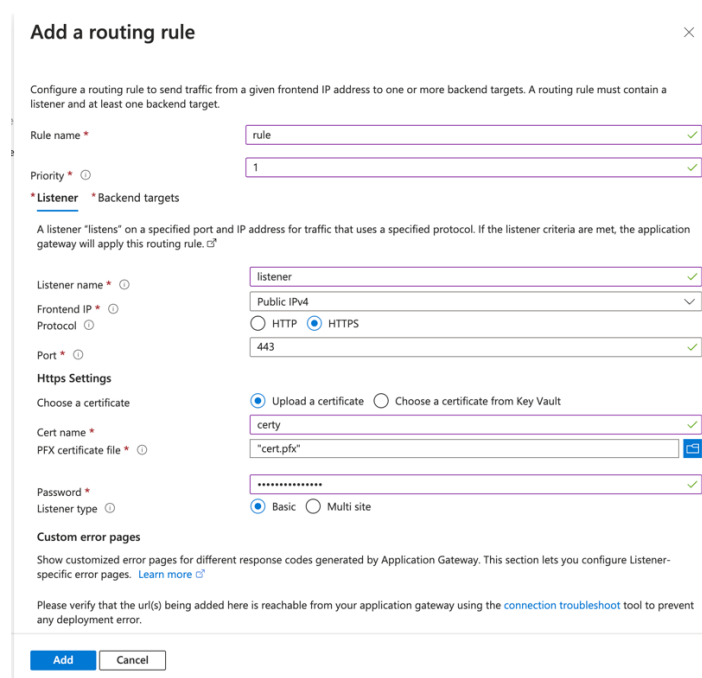 Add a routing rule
Configure a routing rule to send traffic from a given frontend IP address to one or more backend targets. A routing rule must contain a
listener and at least one backend target.
Rule name *
rule
Priority *
1
* Listener * Backend targets
A listener "listens" on a specified port and IP address for traffic that uses a specified protocol. If the listener criteria are met, the application
gateway will apply this routing rule.
Listener name *
listener
Frontend IP *
Public IPv4
Protocol
HTTP HTTPS
Port *
443
Https Settings
Choose a certificate
Upload a certificate Choose a certificate from Key Vault
Cert name *
certy
PFX certificate file *
"cert.pfx"
Password *
•••••••••••••••
Listener type
Basic Multi site
Custom error pages
Show customized error pages for different response codes generated by Application Gateway. This section lets you configure Listener-
specific error pages. Learn more
Please verify that the url(s) being added here is reachable from your application gateway using the connection troubleshoot tool to prevent
any deployment error.
Add Cancel